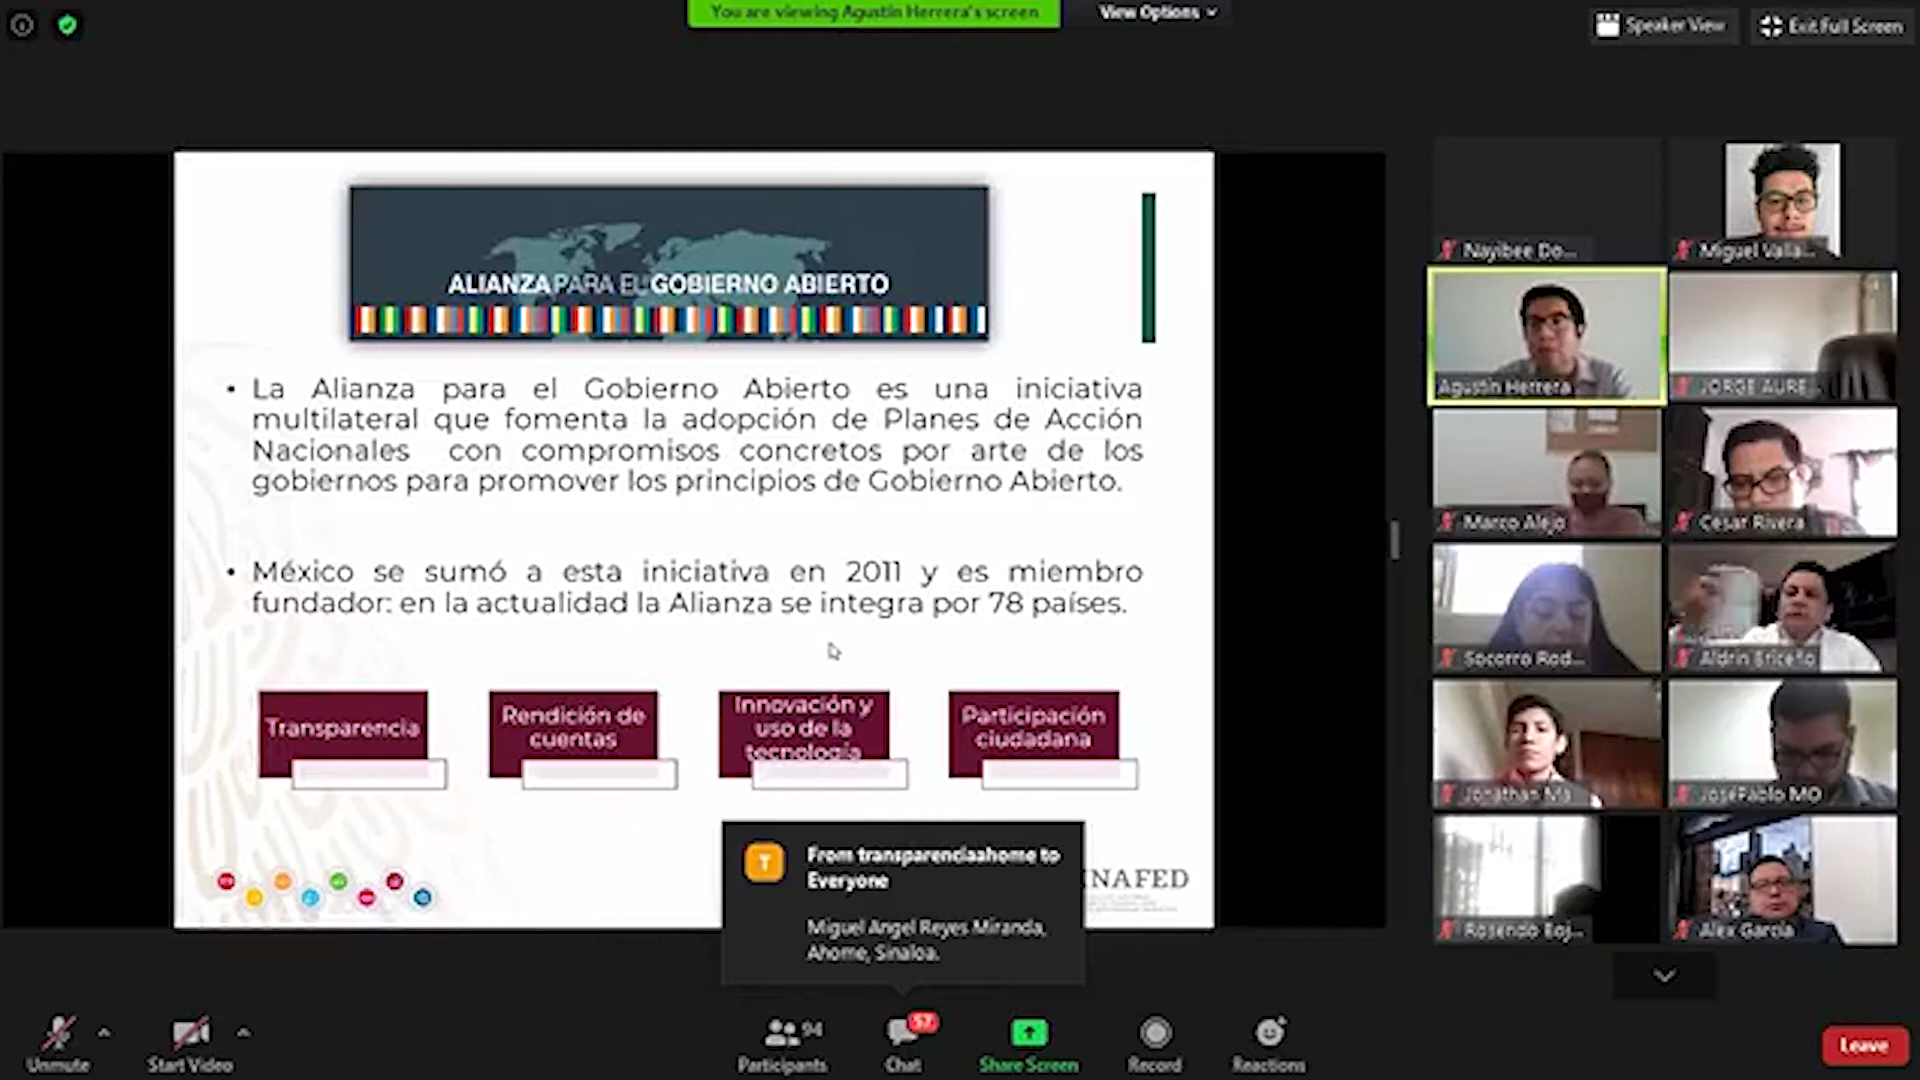 You are viewing Agustin Herrera's screen
View Options
Speaker View
Exit Full Screen
ALIANZA PARA EL GOBIERNO ABIERTO
• La Alianza para el Gobierno Abierto es una iniciativa
multilateral que fomenta la adopción de Planes de Acción
Nacionales con compromisos concretos por arte de los
gobiernos para promover los principios de Gobierno Abierto.
• México se sumó a esta iniciativa en 2011 y es miembro
fundador: en la actualidad la Alianza se integra por 78 países.
Transparencia
Rendición de
cuentas
Innovación y
uso de la
tecnología
Participación
ciudadana
NAFED
T
From transparenciaahome to
Everyone
Miguel Angel Reyes Miranda,
Ahome, Sinaloa.
Nayibee Do...
Miguel Valla...
Agustin Herrera
JORGE AURE...
Marco Alejo
Cesar Rivera
Socorro Rod...
Aldrin Briceño
Jonathan Ma
JoséPablo MO
Rosendo Boj...
Alex Garcia
Unmute
Start Video
94
Participants
57
Chat
Share Screen
Record
Reactions
Leave